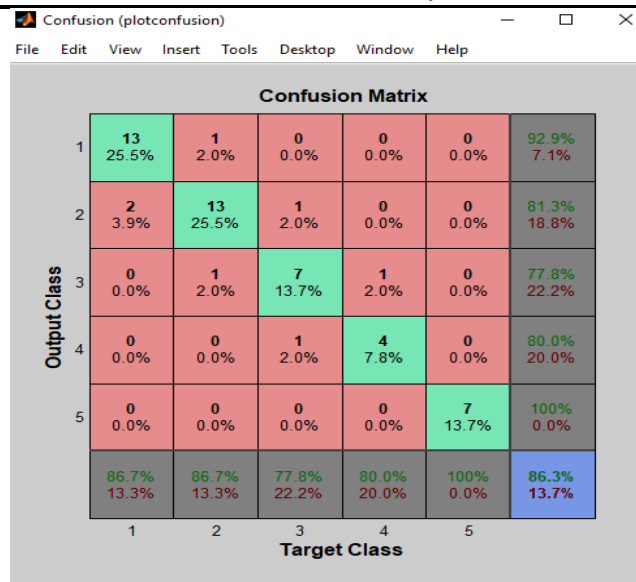 Confusion (plotconfusion)
File Edit View Insert Tools Desktop Window Help
Confusion Matrix
1 13 1 0 0 0 92.9%
25.5% 2.0% 0.0% 0.0% 0.0% 7.1%
2 2 13 1 0 0 81.3%
3.9% 25.5% 2.0% 0.0% 0.0% 18.8%
3 0 1 7 1 0 77.8%
0.0% 2.0% 13.7% 2.0% 0.0% 22.2%
4 0 0 1 4 0 80.0%
0.0% 0.0% 2.0% 7.8% 0.0% 20.0%
5 0 0 0 0 7 100%
0.0% 0.0% 0.0% 0.0% 13.7% 0.0%
86.7% 86.7% 77.8% 80.0% 100% 86.3%
13.3% 13.3% 22.2% 20.0% 0.0% 13.7%
1 2 3 4 5
Target Class
Output Class